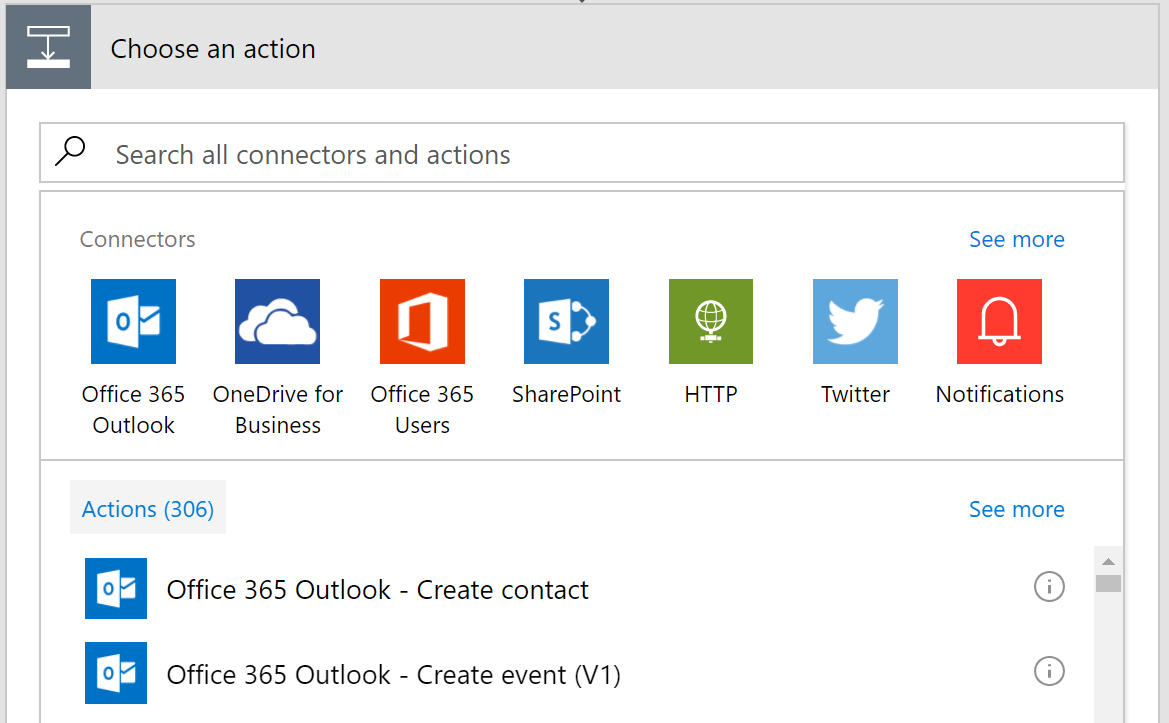 Choose an action
Search all connectors and actions
Connectors
See more
Office 365
Outlook
OneDrive for
Business
Office 365
Users
SharePoint
HTTP
Twitter
Notifications
Actions (306)
See more
Office 365 Outlook - Create contact
Office 365 Outlook - Create event (V1)